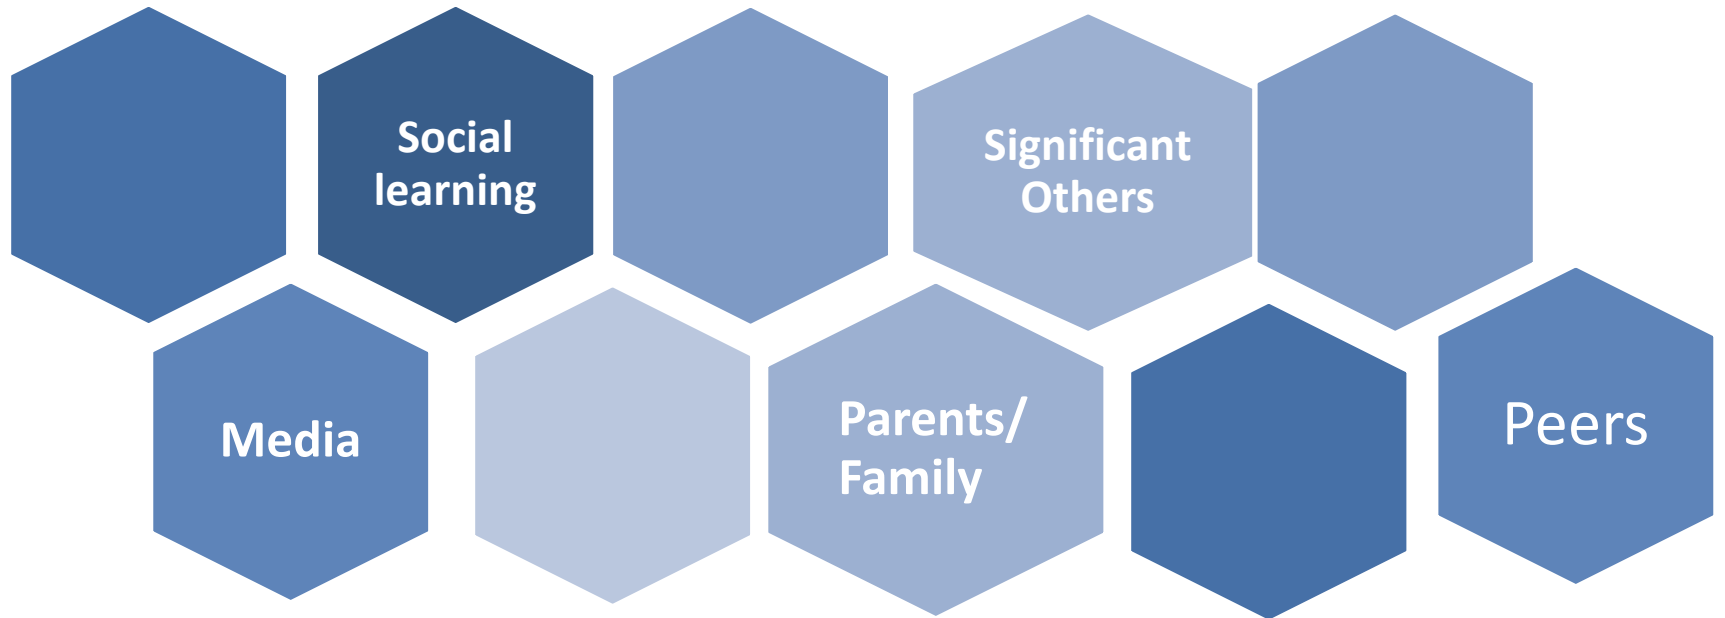 Social
learning
Significant
Others
Media
Parents/
Family
Peers